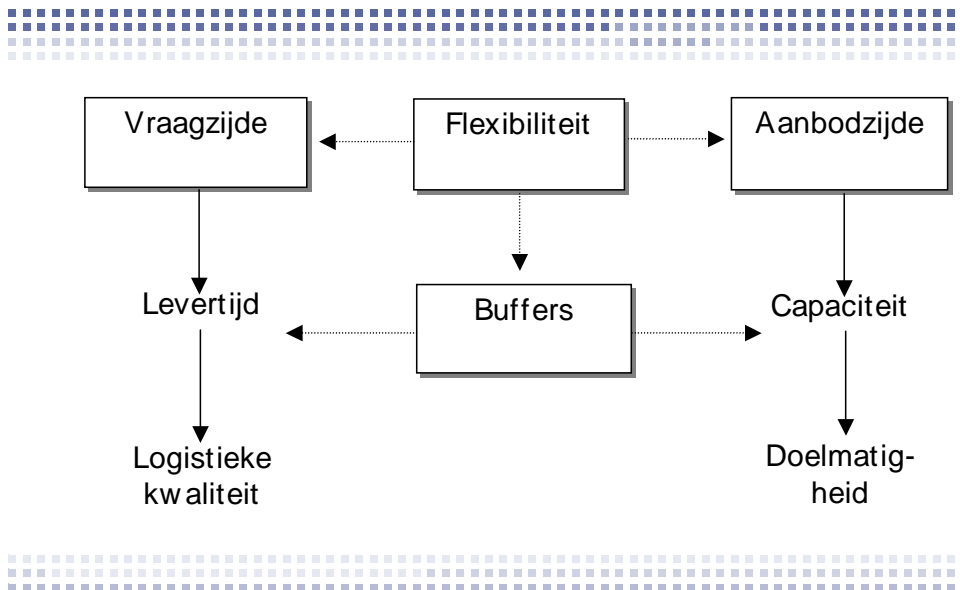 Vraagzijde
Flexibiliteit
Aanbodzijde
Levertijd
Buffers
Capaciteit
Logistieke
kwaliteit
Doelmatig-
heid